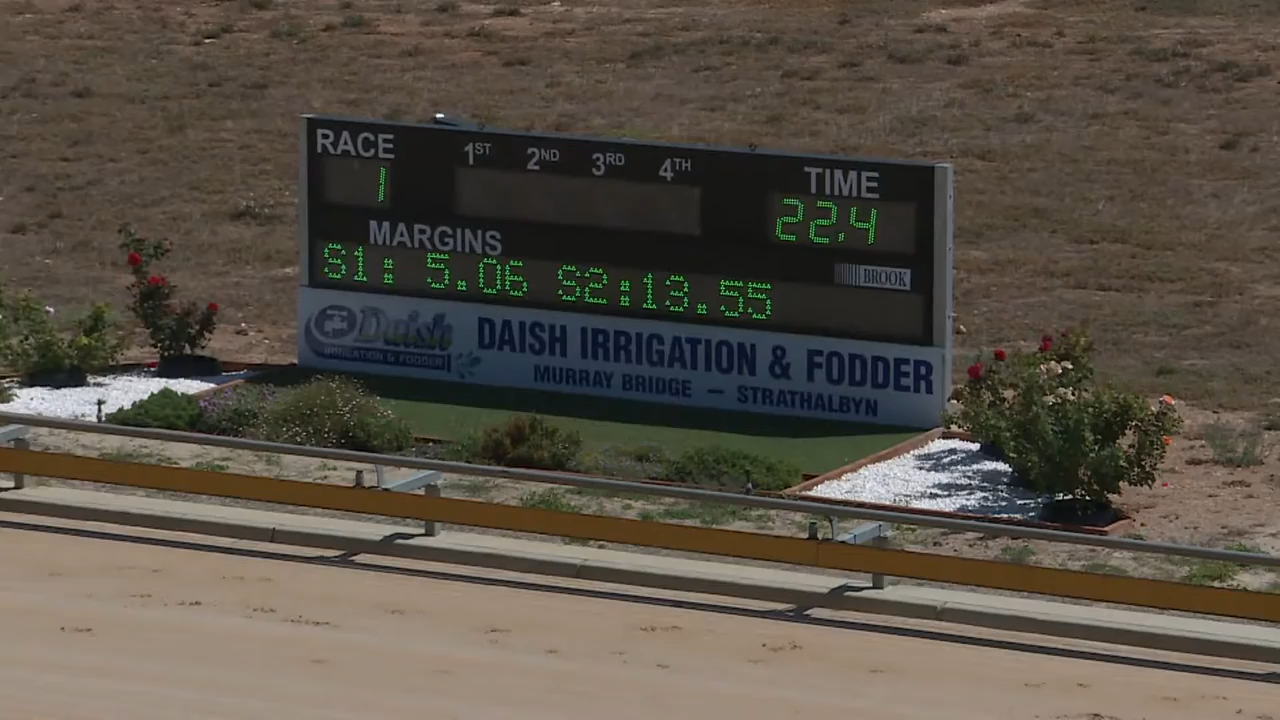 RACE 1ST 2ND 3RD 4TH TIME
1 22.4
MARGINS
S1: 5.06 S2:13.55
BROOK
Daish
IRRIGATION & FODDER
DAISH IRRIGATION & FODDER
MURRAY BRIDGE – STRATHALBYN